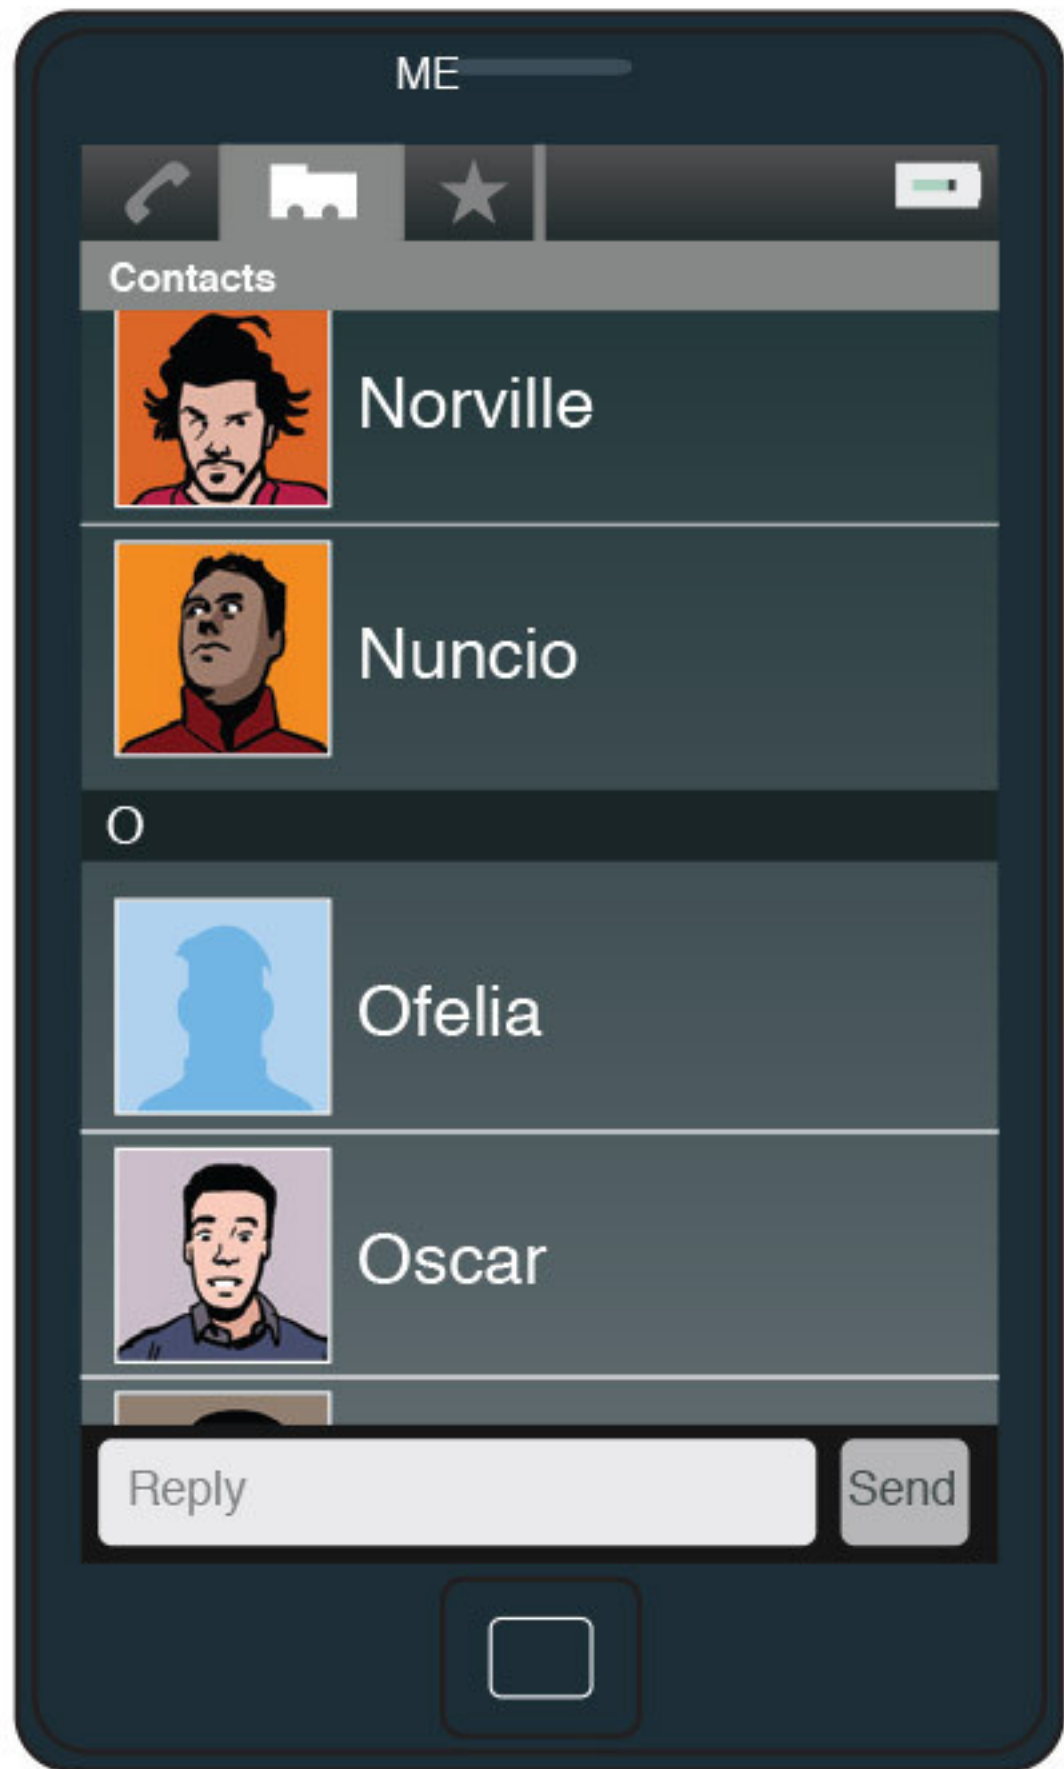 ME
Contacts
Norville
Nuncio
O
Ofelia
Oscar
Reply
Send